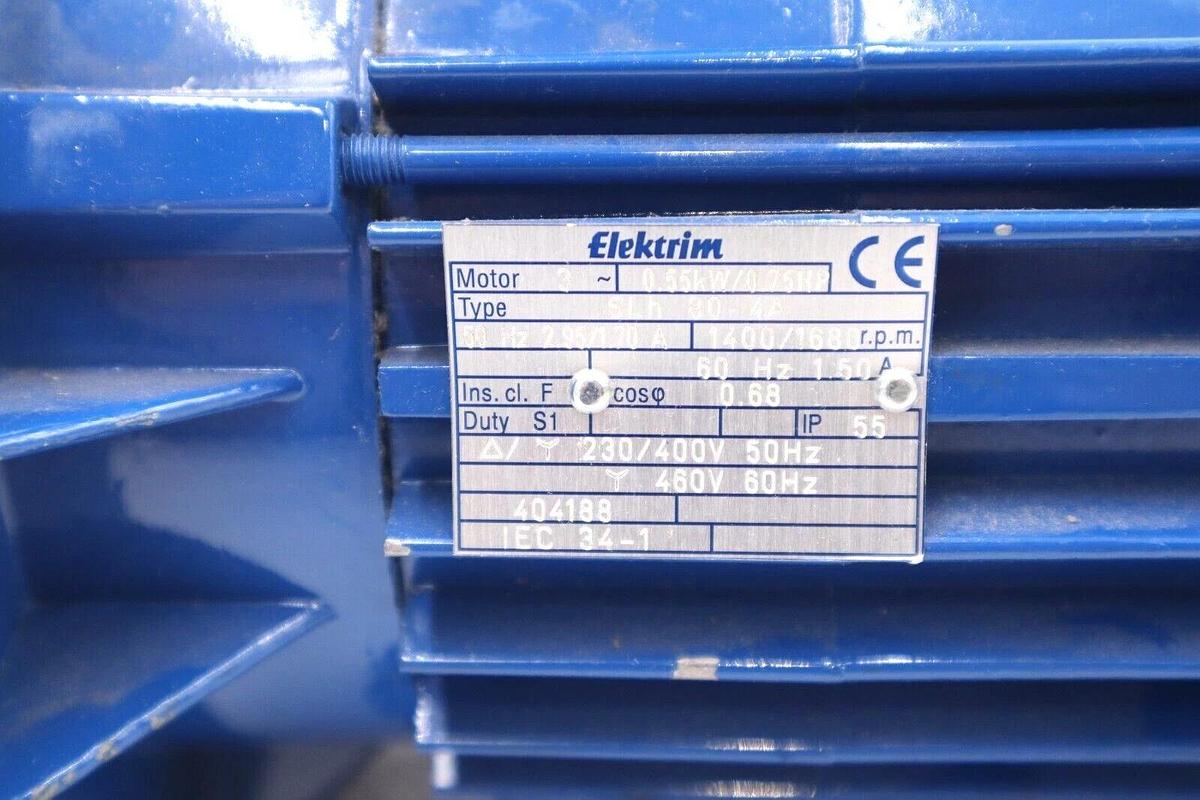 Elektrim CE
Motor 3 ~ 0.55kW/0.75HP
Type SLh 80-4A
50 Hz 2.95/1.70 A 1400/1680 r.p.m.
60 Hz 1.50 A
Ins. cl. F cosφ 0.68
Duty S1 IP 55
△/Y 230/400V 50Hz
Y 460V 60Hz
404188
IEC 34-1